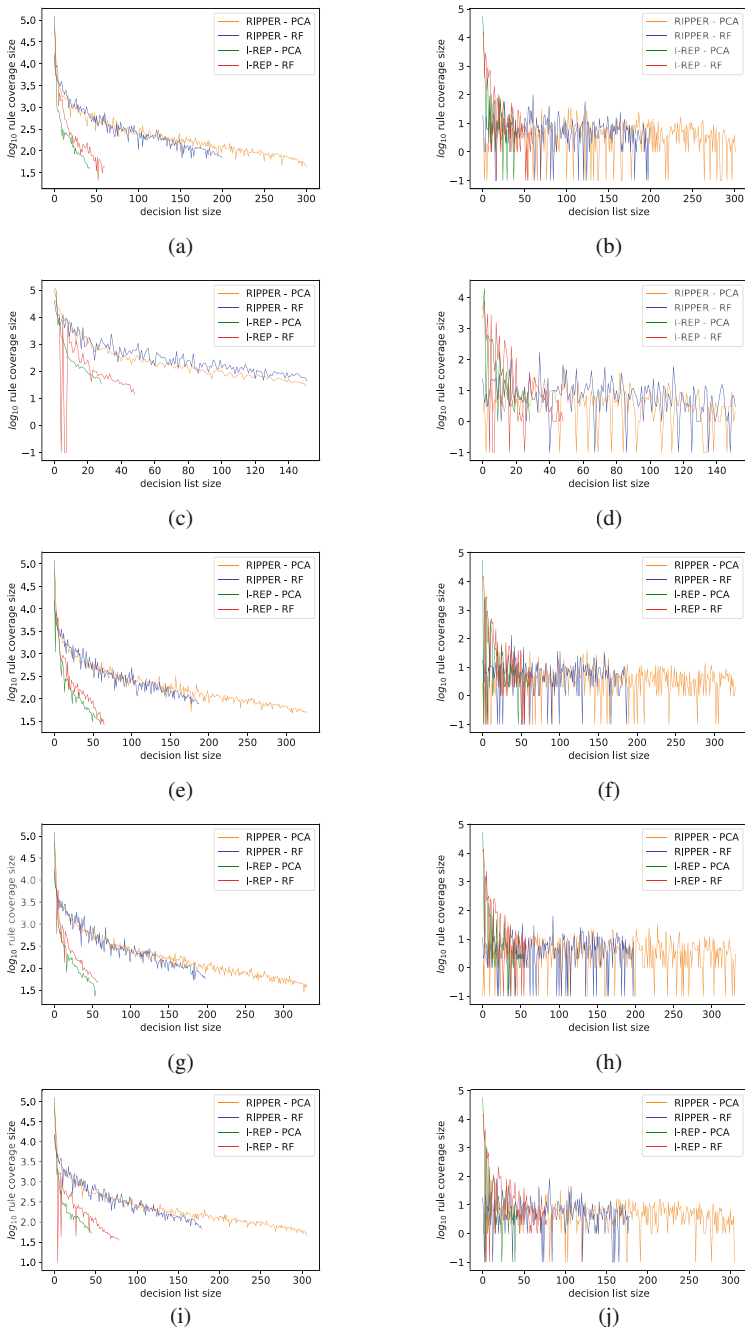 5.0
4.5
4.0
3.5
3.0
2.5
2.0
1.5
log₁₀ rule coverage size
0 50 100 150 200 250 300
decision list size
RIPPER - PCA
RIPPER - RF
I-REP - PCA
I-REP - RF
(a)
5
4
3
2
1
0
−1
log₁₀ rule coverage size
0 50 100 150 200 250 300
decision list size
RIPPER - PCA
RIPPER - RF
I-REP - PCA
I-REP - RF
(b)
5
4
3
2
1
0
−1
log₁₀ rule coverage size
0 20 40 60 80 100 120 140
decision list size
RIPPER - PCA
RIPPER - RF
I-REP - PCA
I-REP - RF
(c)
4
3
2
1
0
−1
log₁₀ rule coverage size
0 20 40 60 80 100 120 140
decision list size
RIPPER - PCA
RIPPER - RF
I-REP - PCA
I-REP - RF
(d)
5.0
4.5
4.0
3.5
3.0
2.5
2.0
1.5
log₁₀ rule coverage size
0 50 100 150 200 250 300
decision list size
RIPPER - PCA
RIPPER - RF
I-REP - PCA
I-REP - RF
(e)
5
4
3
2
1
0
−1
log₁₀ rule coverage size
0 50 100 150 200 250 300
decision list size
RIPPER - PCA
RIPPER - RF
I-REP - PCA
I-REP - RF
(f)
5.0
4.5
4.0
3.5
3.0
2.5
2.0
1.5
log₁₀ rule coverage size
0 50 100 150 200 250 300
decision list size
RIPPER - PCA
RIPPER - RF
I-REP - PCA
I-REP - RF
(g)
5
4
3
2
1
0
−1
log₁₀ rule coverage size
0 50 100 150 200 250 300
decision list size
RIPPER - PCA
RIPPER - RF
I-REP - PCA
I-REP - RF
(h)
5.0
4.5
4.0
3.5
3.0
2.5
2.0
1.5
1.0
log₁₀ rule coverage size
0 50 100 150 200 250 300
decision list size
RIPPER - PCA
RIPPER - RF
I-REP - PCA
I-REP - RF
(i)
5
4
3
2
1
0
−1
log₁₀ rule coverage size
0 50 100 150 200 250 300
decision list size
RIPPER - PCA
RIPPER - RF
I-REP - PCA
I-REP - RF
(j)